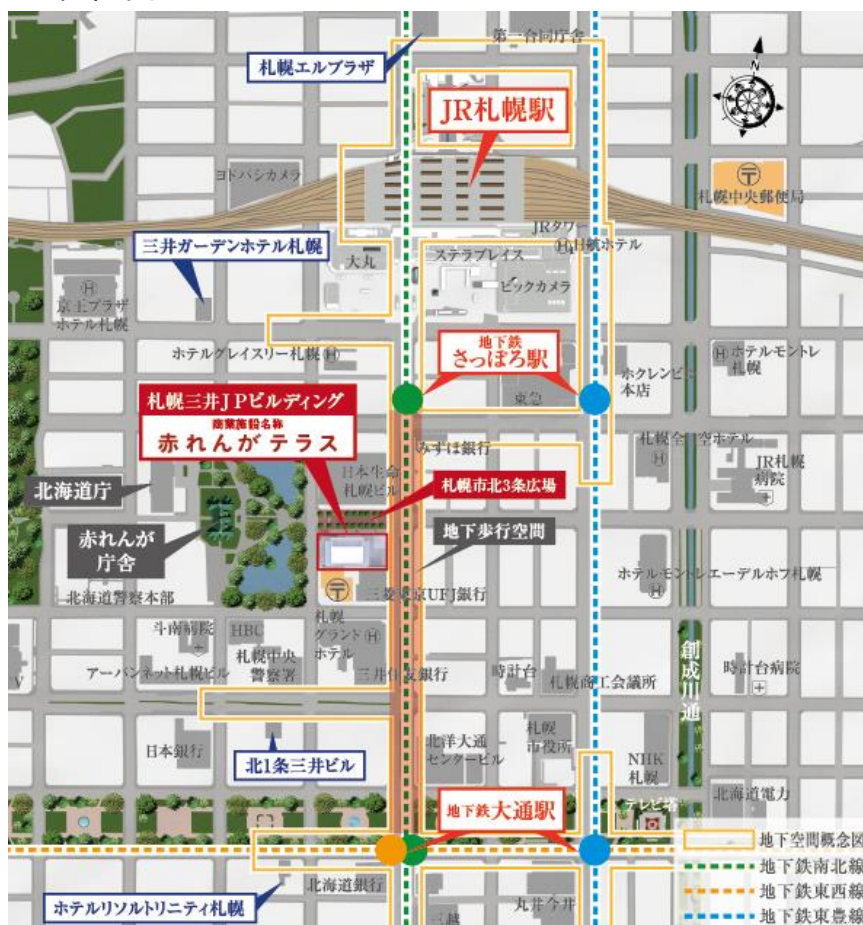 第一合同庁舎
札幌エルプラザ
N
JR札幌駅
ヨドバシカメラ
札幌中央郵便局
JRタワー
H日航ホテル
三井ガーデンホテル札幌
大丸
ステラプレイス
ビックカメラ
H
京王プラザ
ホテル札幌
ホテルグレイスリー札幌H
地下鉄
さっぽろ駅
ホクレンビル
本店
Hホテルモントレ
札幌
東急
札幌三井JPビルディング
商業施設名称
赤れんがテラス
みずほ銀行
札幌全日空ホテル
H
JR札幌
病院
日本生命
札幌ビル
札幌市北3条広場
北海道庁
地下歩行空間
赤れんが
庁舎
ホテルモントレエーデルホフ札幌
H
北海道警察本部
三菱東京UFJ銀行
斗南病院
HBC
札幌
グランド
ホテル
H
札幌中央
警察署
アーバンネット札幌ビル
三井住友銀行
時計台
札幌商工会議所
創成川通
時計台病院
日本銀行
北1条三井ビル
北洋大通
センタービル
札幌
市役所
NHK
札幌
北海道電力
テレビ塔
地下鉄 大通駅
北海道銀行
三越
丸井今井
ホテルリソルトリニティ札幌
地下空間概念図
地下鉄南北線
地下鉄東西線
地下鉄東豊線